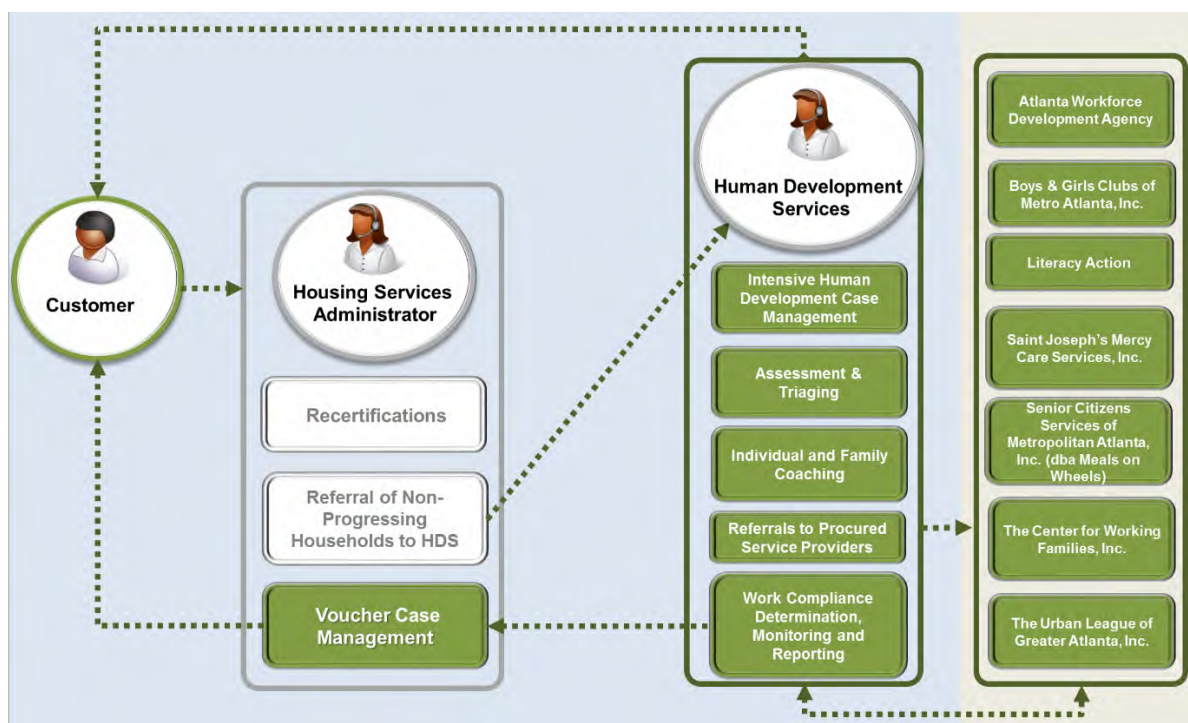 Customer
Housing Services
Administrator
Recertifications
Referral of Non-
Progressing
Households to HDS
Voucher Case
Management
Human Development
Services
Intensive Human
Development Case
Management
Assessment &
Triaging
Individual and Family
Coaching
Referrals to Procured
Service Providers
Work Compliance
Determination,
Monitoring and
Reporting
Atlanta Workforce
Development Agency
Boys & Girls Clubs of
Metro Atlanta, Inc.
Literacy Action
Saint Joseph's Mercy
Care Services, Inc.
Senior Citizens
Services of
Metropolitan Atlanta,
Inc. (dba Meals on
Wheels)
The Center for Working
Families, Inc.
The Urban League of
Greater Atlanta, Inc.